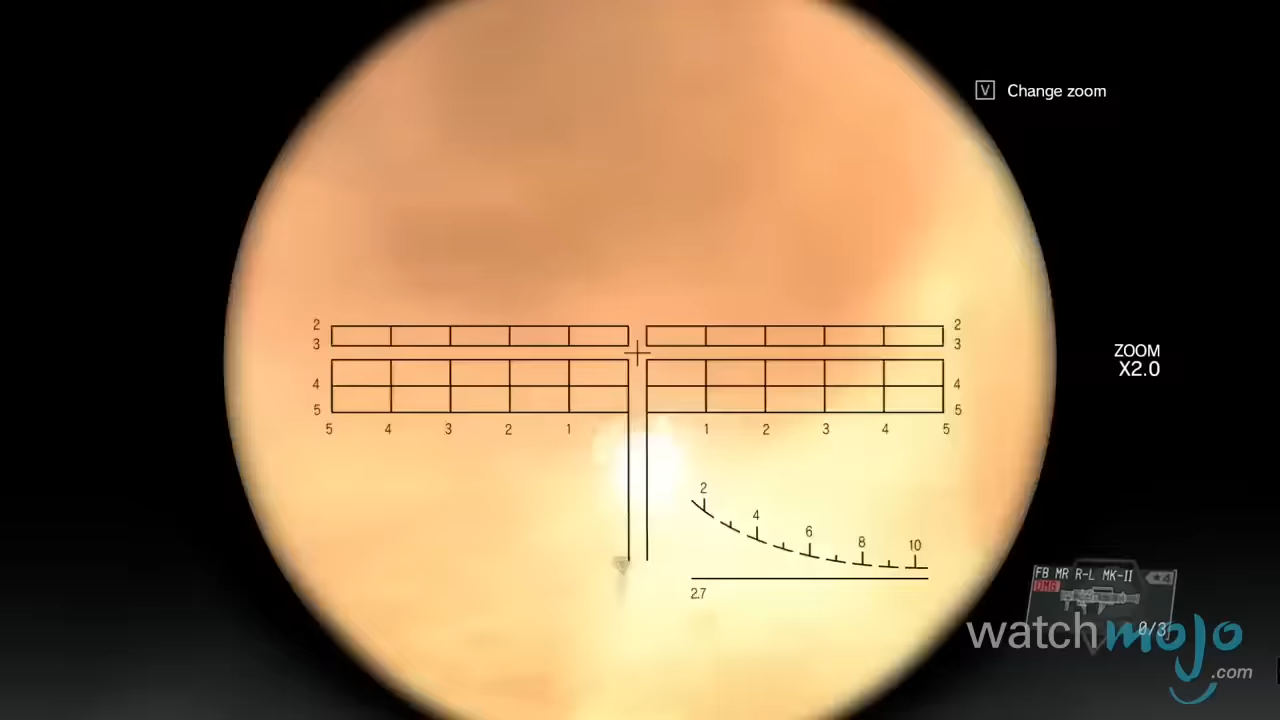 V Change zoom
2 2
3 3
ZOOM
X2.0
4 4
5 5
5 4 3 2 1 1 2 3 4 5
2
4
6
8
10
2.7
FB MR R-L MK-II ★4
DMG
0/3
watchmojo
.com